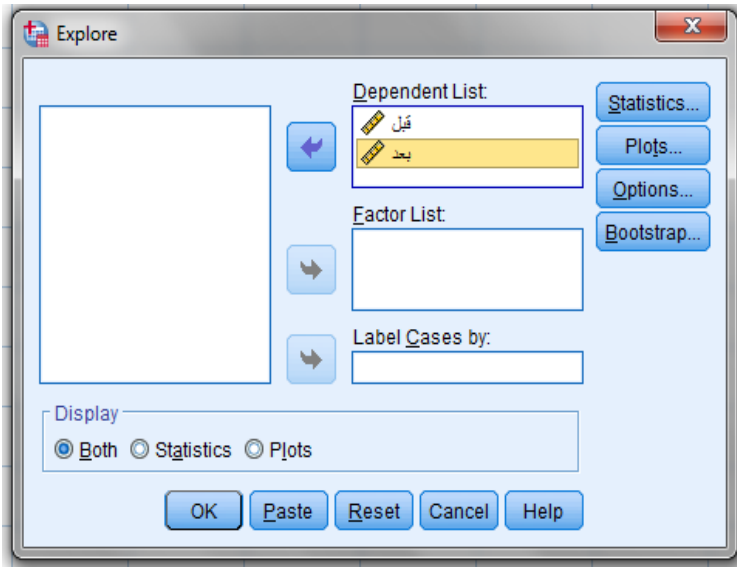 Explore
Dependent List:
قبل
بعد
Statistics...
Plots...
Options...
Bootstrap...
Factor List:
Label Cases by:
Display
Both Statistics Plots
OK Paste Reset Cancel Help